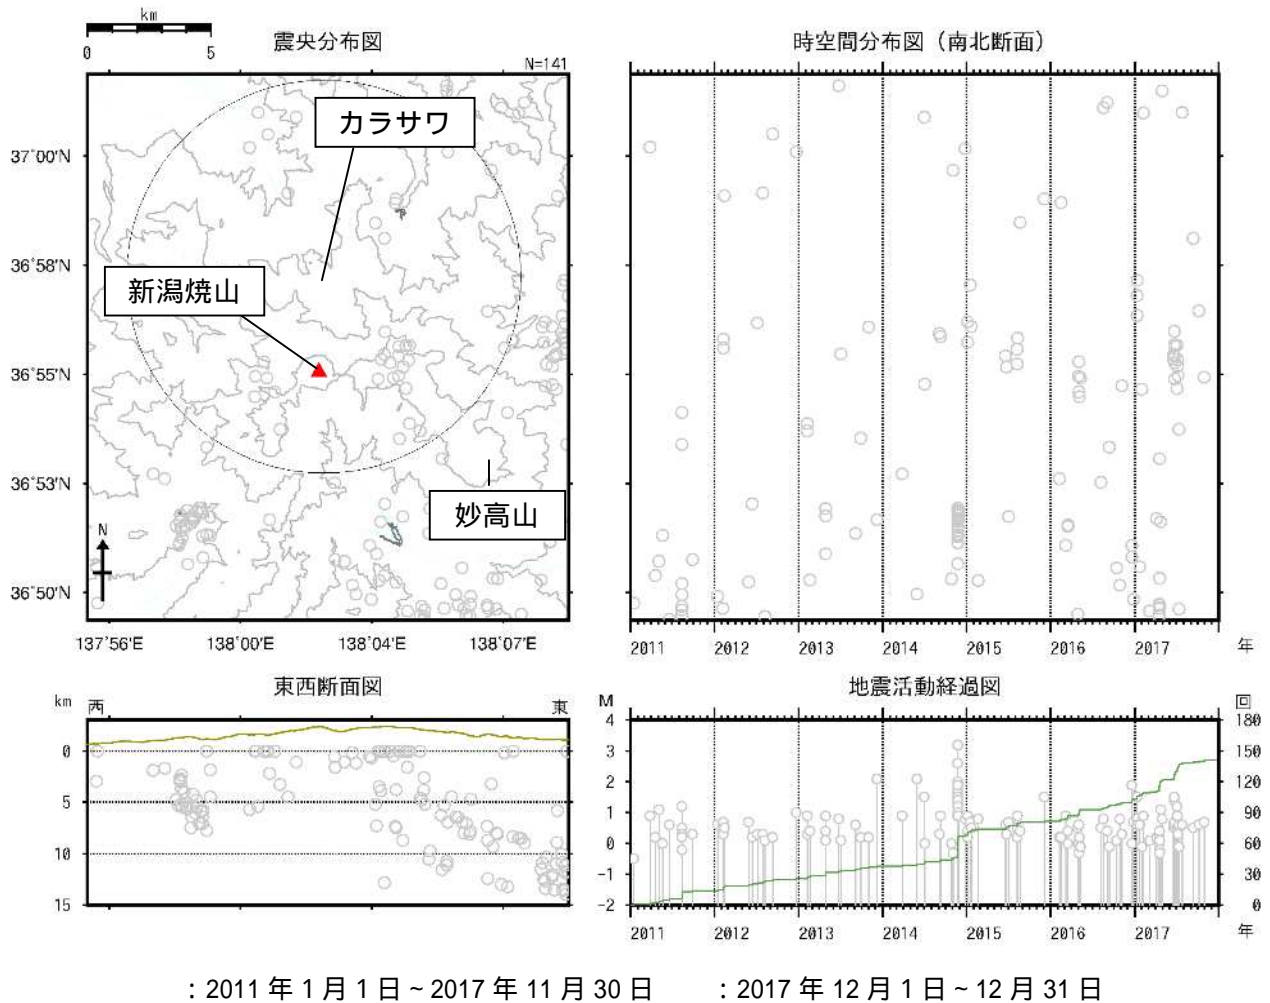 km
0 5
震央分布図
N=141
カラサワ
新潟焼山
妙高山
N
37°00'N
36°58'N
36°55'N
36°53'N
36°50'N
137°56'E 138°00'E 138°04'E 138°07'E
時空間分布図（南北断面）
2011 2012 2013 2014 2015 2016 2017 年
東西断面図
km 西 東
0
5
10
15
地震活動経過図
M 回
4 180
3 150
2 120
1 90
0 60
-1 30
-2 0
2011 2012 2013 2014 2015 2016 2017 年
：2011 年 1 月 1 日～2017 年 11 月 30 日 ：2017 年 12 月 1 日～12 月 31 日